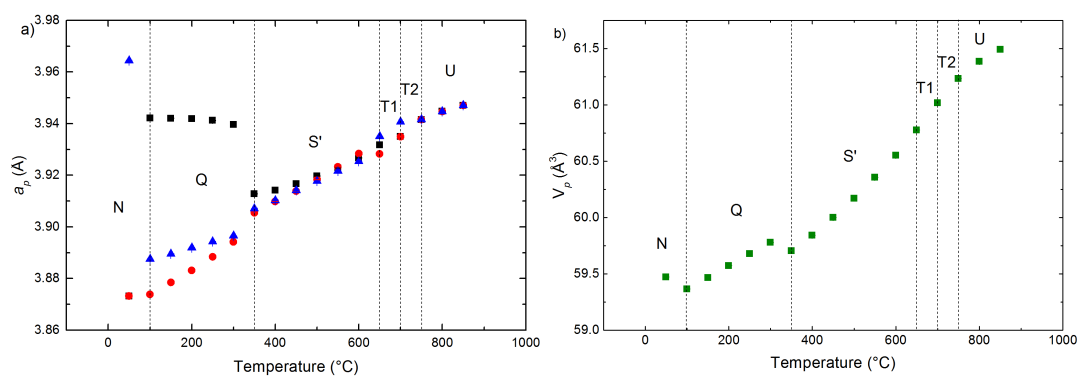 a)
a_p (Å)
3.98
3.96
3.94
3.92
3.90
3.88
3.86
N
Q
S'
T1
T2
U
0 200 400 600 800 1000
Temperature (°C)
b)
V_p (Å³)
61.5
61.0
60.5
60.0
59.5
59.0
N
Q
S'
T1
T2
U
0 200 400 600 800 1000
Temperature (°C)